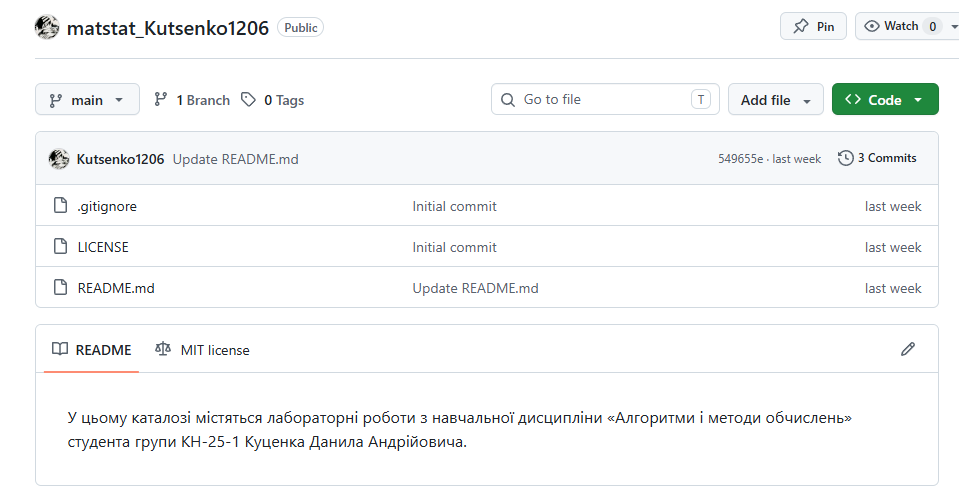 matstat_Kutsenko1206 Public Pin Watch 0
main 1 Branch 0 Tags Go to file T Add file Code
Kutsenko1206 Update README.md 549655e · last week 3 Commits
.gitignore Initial commit last week
LICENSE Initial commit last week
README.md Update README.md last week
README MIT license
У цьому каталозі містяться лабораторні роботи з навчальної дисципліни «Алгоритми і методи обчислень»
студента групи КН-25-1 Куценка Данила Андрійовича.